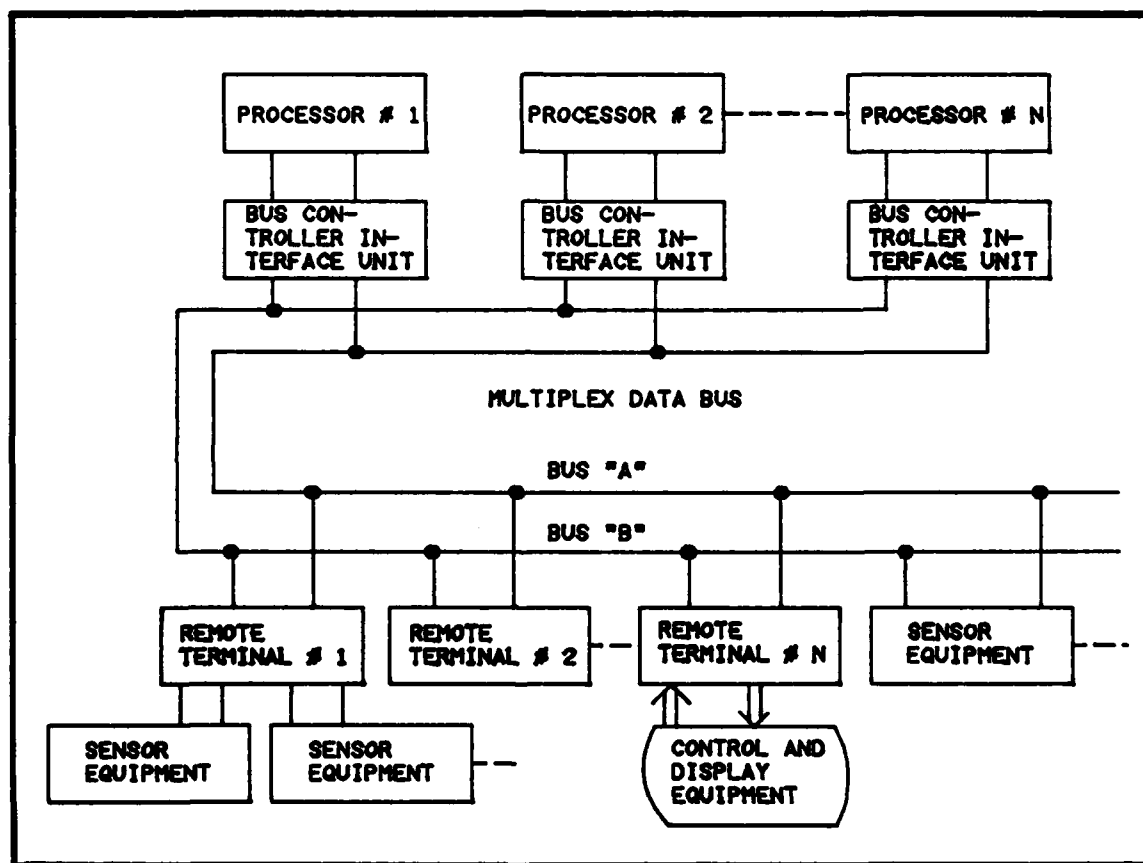 PROCESSOR # 1
PROCESSOR # 2
PROCESSOR # N
BUS CON-
TROLLER IN-
TERFACE UNIT
BUS CON-
TROLLER IN-
TERFACE UNIT
BUS CON-
TROLLER IN-
TERFACE UNIT
MULTIPLEX DATA BUS
BUS "A"
BUS "B"
REMOTE
TERMINAL # 1
REMOTE
TERMINAL # 2
REMOTE
TERMINAL # N
SENSOR
EQUIPMENT
SENSOR
EQUIPMENT
SENSOR
EQUIPMENT
CONTROL AND
DISPLAY
EQUIPMENT